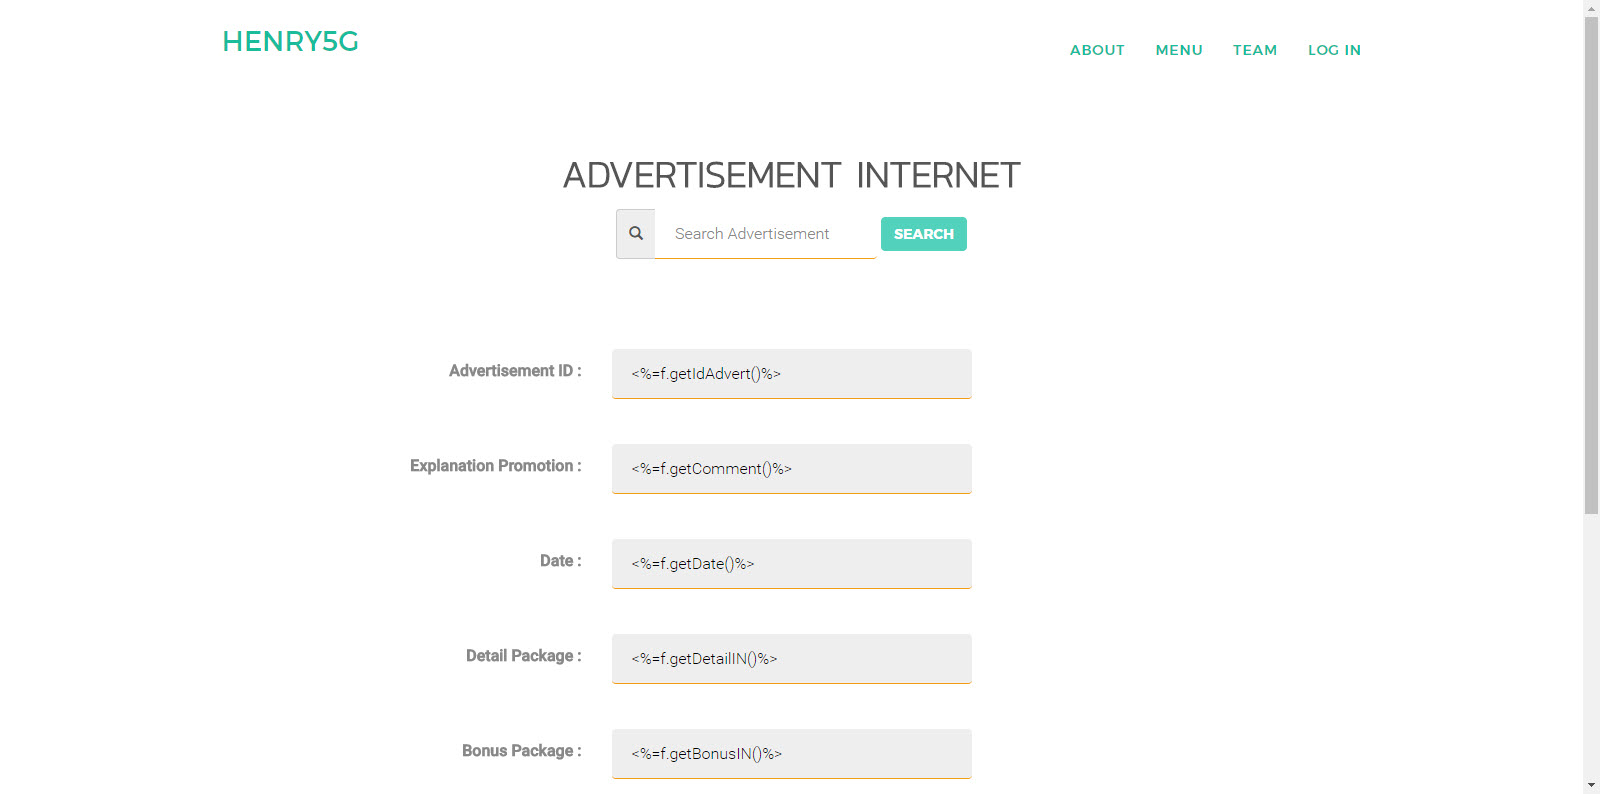 HENRY5G
ABOUT MENU TEAM LOG IN
ADVERTISEMENT INTERNET
Search Advertisement SEARCH
Advertisement ID : <%=f.getIdAdvert()%>
Explanation Promotion : <%=f.getComment()%>
Date : <%=f.getDate()%>
Detail Package : <%=f.getDetailIN()%>
Bonus Package : <%=f.getBonusIN()%>